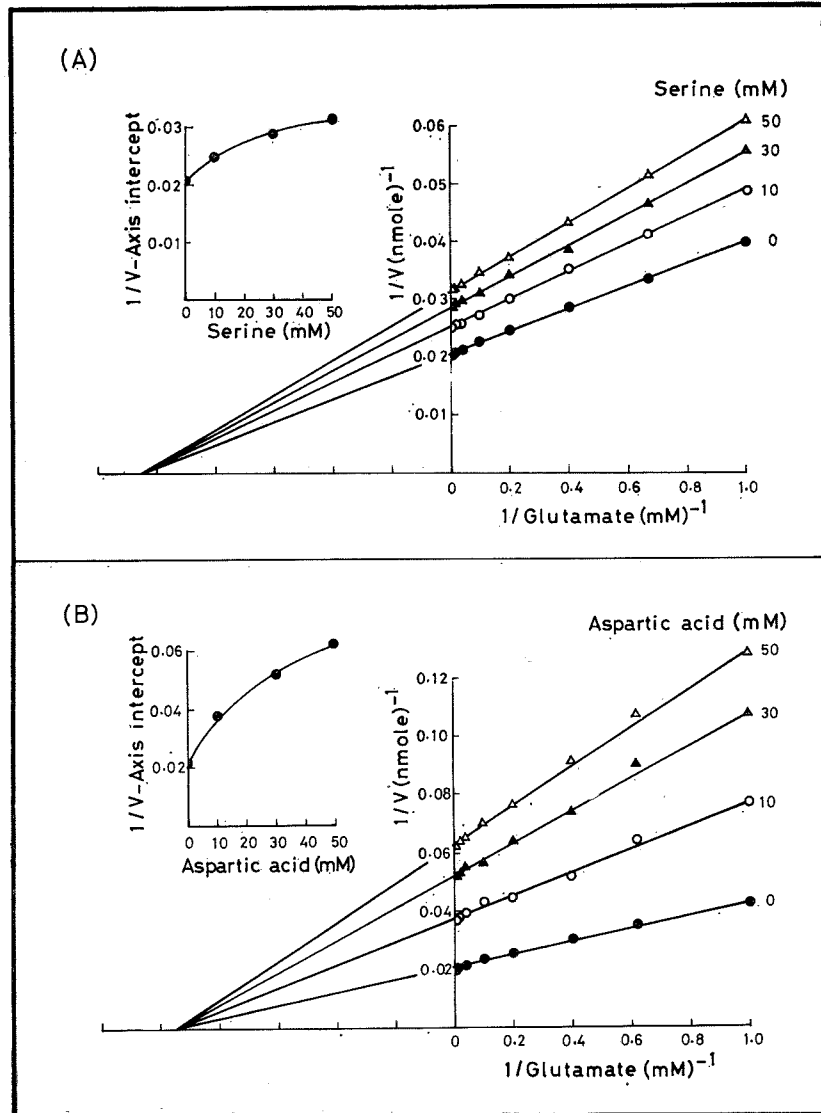 (A)
Serine (mM)
50
30
10
0
1/V-Axis intercept
0.03
0.02
0.01
0 10 20 30 40 50
Serine (mM)
1/V (nmole)⁻¹
0.06
0.05
0.04
0.03
0.02
0.01
0 0.2 0.4 0.6 0.8 1.0
1/Glutamate (mM)⁻¹
(B)
Aspartic acid (mM)
50
30
10
0
1/V-Axis intercept
0.06
0.04
0.02
0 10 20 30 40 50
Aspartic acid (mM)
1/V (nmole)⁻¹
0.12
0.10
0.08
0.06
0.04
0.02
0 0.2 0.4 0.6 0.8 1.0
1/Glutamate (mM)⁻¹